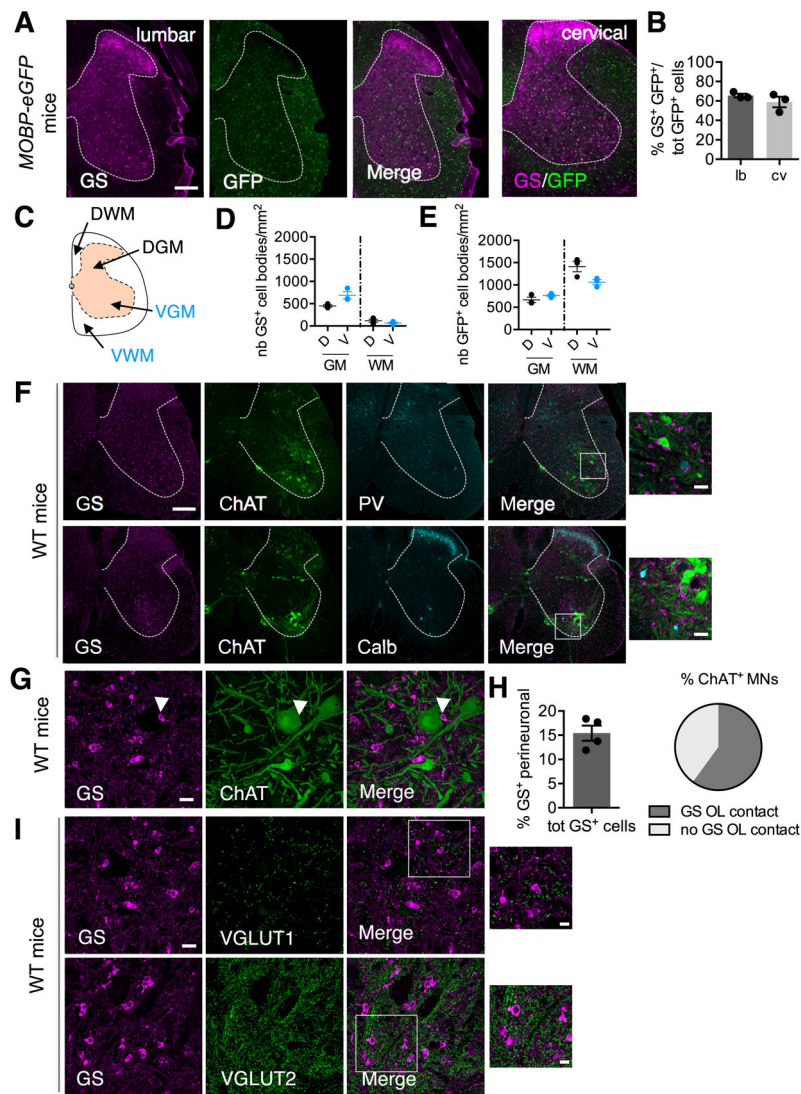 A
MOBP-eGFP
mice
lumbar
GS
GFP
Merge
cervical
GS/GFP
B
% GS+ GFP+/
tot GFP+ cells
100
80
60
40
20
0
lb
cv
C
DWM
DGM
VGM
VWM
D
nb GS+ cell bodies/mm2
2000
1500
1000
500
0
D
V
D
V
GM
WM
E
nb GFP+ cell bodies/mm2
2000
1500
1000
500
0
D
V
D
V
GM
WM
F
WT mice
GS
ChAT
PV
Merge
GS
ChAT
Calb
Merge
G
WT mice
GS
ChAT
Merge
H
% GS+ perineuronal
20
15
10
5
0
tot GS+ cells
% ChAT+ MNs
GS OL contact
no GS OL contact
I
WT mice
GS
VGLUT1
Merge
GS
VGLUT2
Merge